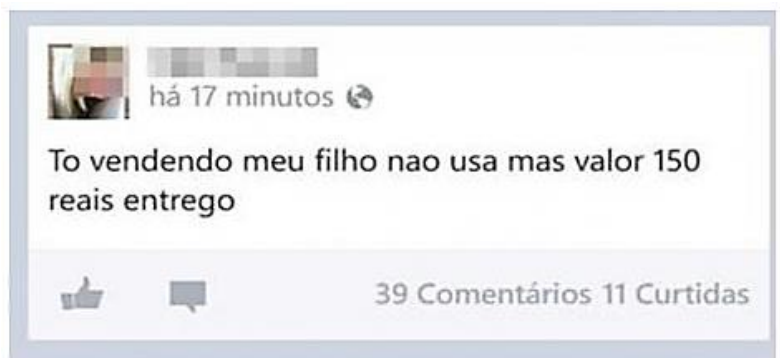 há 17 minutos
To vendendo meu filho nao usa mas valor 150
reais entrego
39 Comentários 11 Curtidas